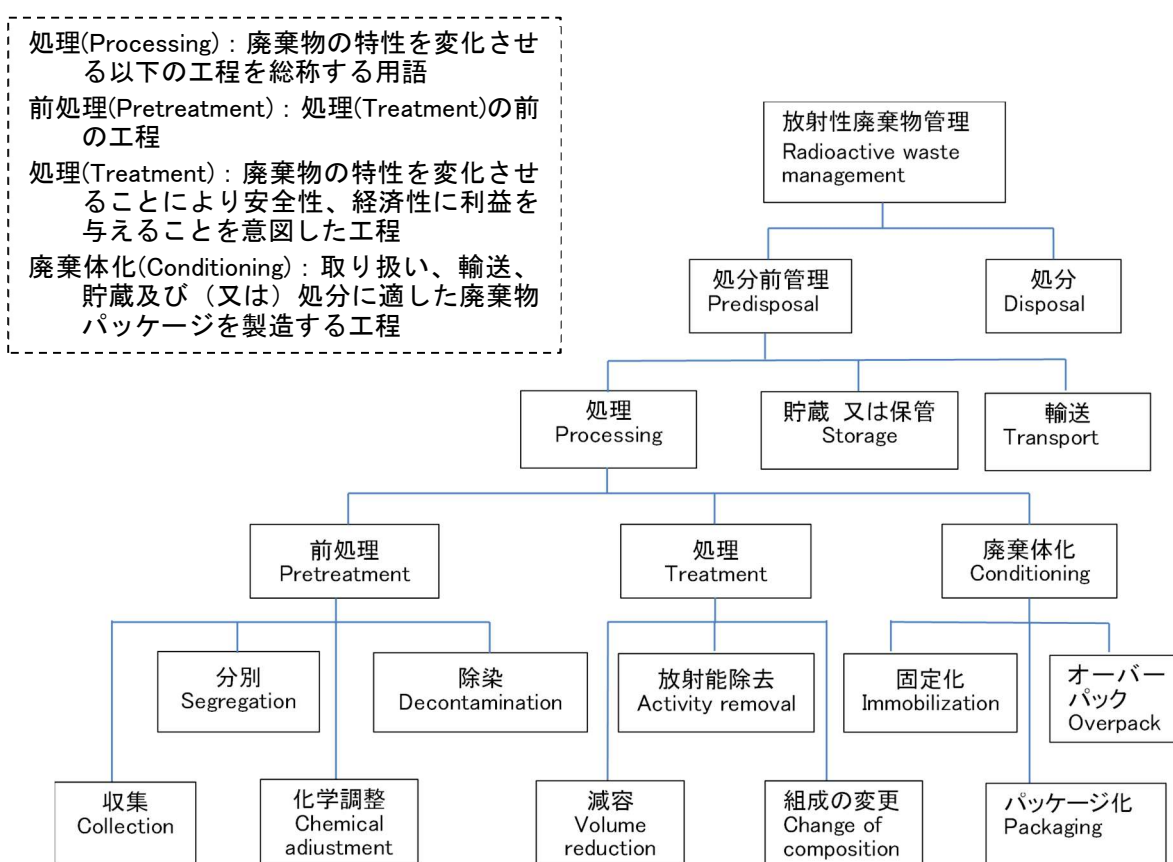 処理(Processing)：廃棄物の特性を変化させ
る以下の工程を総称する用語
前処理(Pretreatment)：処理(Treatment)の前
の工程
処理(Treatment)：廃棄物の特性を変化させ
ることにより安全性、経済性に利益を
与えることを意図した工程
廃棄体化(Conditioning)：取り扱い、輸送、
貯蔵及び（又は）処分に適した廃棄物
パッケージを製造する工程
放射性廃棄物管理
Radioactive waste
management
処分前管理
Predisposal
処分
Disposal
処理
Processing
貯蔵 又は保管
Storage
輸送
Transport
前処理
Pretreatment
処理
Treatment
廃棄体化
Conditioning
分別
Segregation
除染
Decontamination
放射能除去
Activity removal
固定化
Immobilization
オーバー
パック
Overpack
収集
Collection
化学調整
Chemical
adiustment
減容
Volume
reduction
組成の変更
Change of
composition
パッケージ化
Packaging